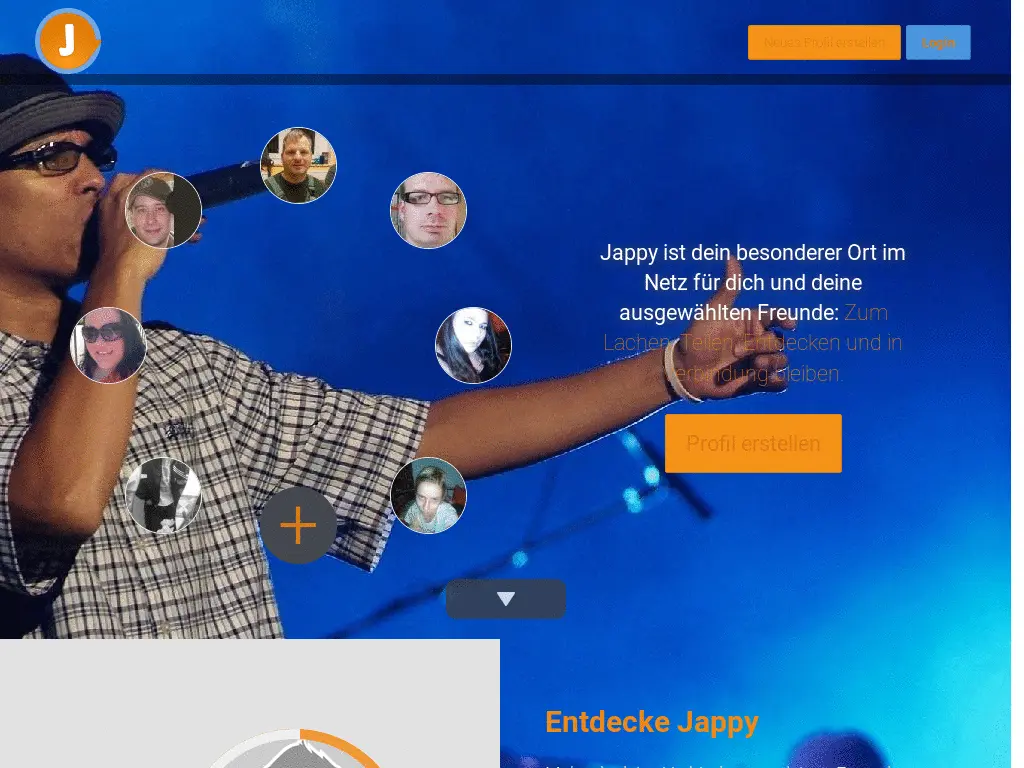 J
Neues Profil erstellen
Login
Jappy ist dein besonderer Ort im
Netz für dich und deine
ausgewählten Freunde: Zum
Lachen, Teilen, Entdecken und in
Verbindung bleiben.
Profil erstellen
Entdecke Jappy